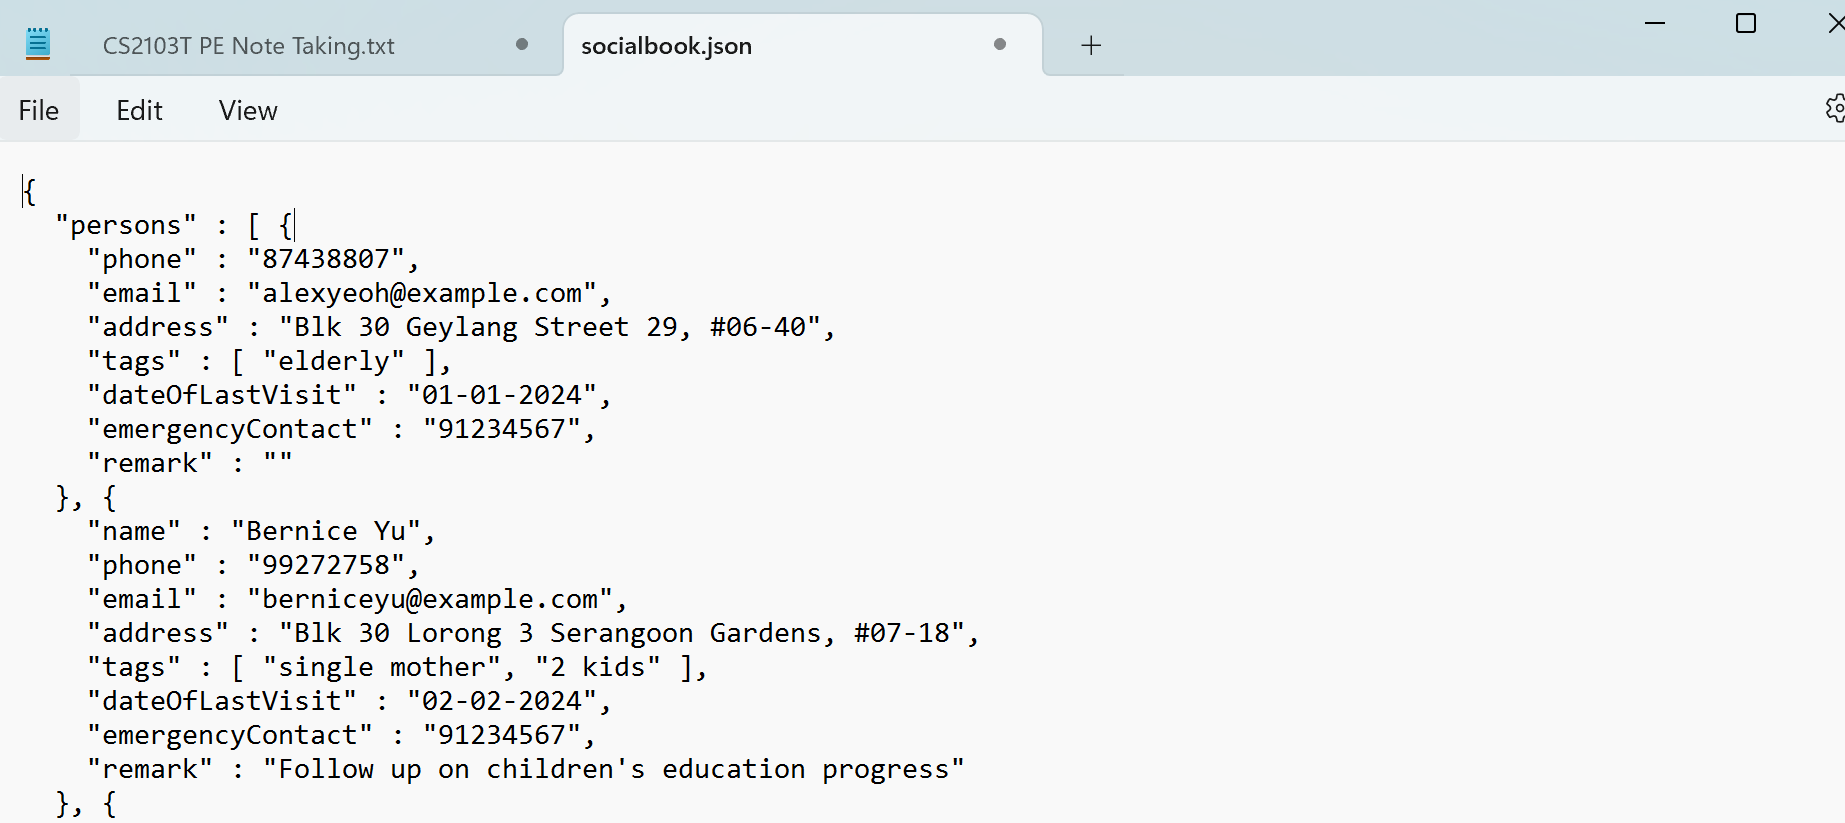 CS2103T PE Note Taking.txt
socialbook.json
File Edit View
{
  "persons" : [ {
    "phone" : "87438807",
    "email" : "alexyeoh@example.com",
    "address" : "Blk 30 Geylang Street 29, #06-40",
    "tags" : [ "elderly" ],
    "dateOfLastVisit" : "01-01-2024",
    "emergencyContact" : "91234567",
    "remark" : ""
  }, {
    "name" : "Bernice Yu",
    "phone" : "99272758",
    "email" : "berniceyu@example.com",
    "address" : "Blk 30 Lorong 3 Serangoon Gardens, #07-18",
    "tags" : [ "single mother", "2 kids" ],
    "dateOfLastVisit" : "02-02-2024",
    "emergencyContact" : "91234567",
    "remark" : "Follow up on children's education progress"
  }, {